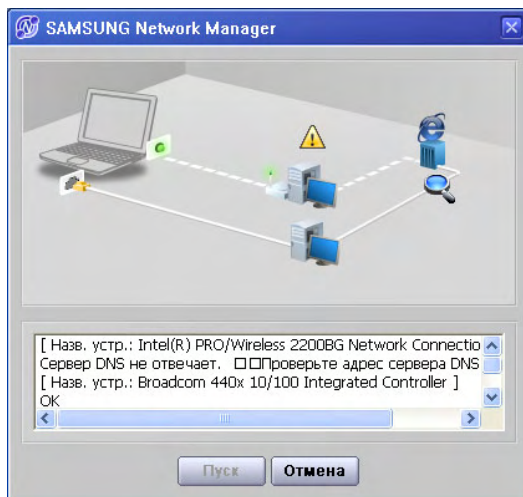 SAMSUNG Network Manager
[ Назв. устр.: Intel(R) PRO/Wireless 2200BG Network Connectio
Сервер DNS не отвечает. □□Проверьте адрес сервера DNS
[ Назв. устр.: Broadcom 440x 10/100 Integrated Controller ]
OK
Пуск Отмена